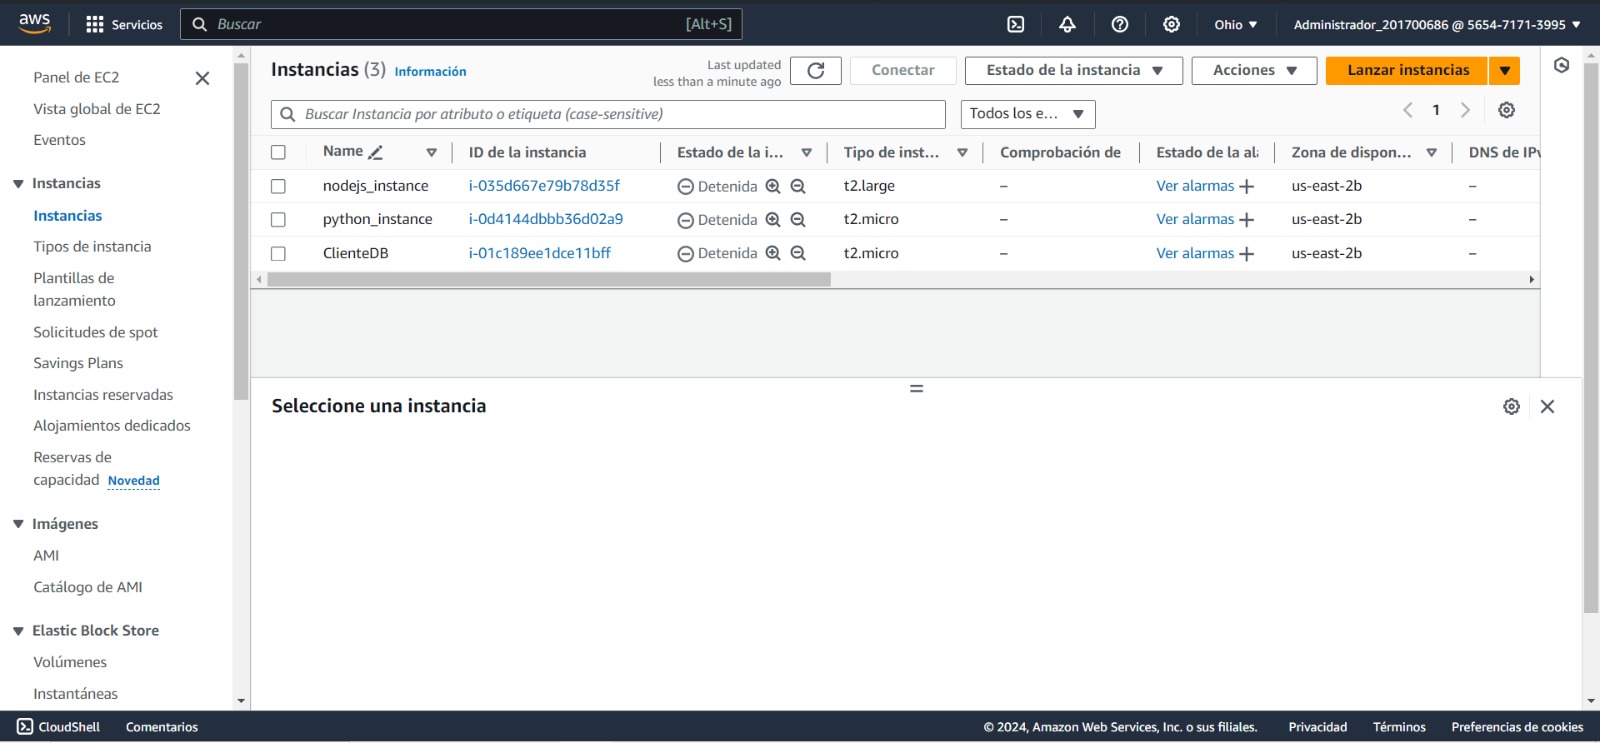 aws
Servicios
Buscar
[Alt+S]
Ohio
Administrador_201700686 @ 5654-7171-3995
Panel de EC2
Vista global de EC2
Eventos
Instancias
Instancias
Tipos de instancia
Plantillas de
lanzamiento
Solicitudes de spot
Savings Plans
Instancias reservadas
Alojamientos dedicados
Reservas de
capacidad Novedad
Imágenes
AMI
Catálogo de AMI
Elastic Block Store
Volúmenes
Instantáneas
Instancias (3) Información
Last updated
less than a minute ago
Conectar
Estado de la instancia
Acciones
Lanzar instancias
Buscar Instancia por atributo o etiqueta (case-sensitive)
Todos los e...
1
Name ID de la instancia Estado de la i... Tipo de inst... Comprobación de Estado de la ala Zona de dispon... DNS de IPv
nodejs_instance i-035d667e79b78d35f Detenida t2.large – Ver alarmas + us-east-2b –
python_instance i-0d4144dbbb36d02a9 Detenida t2.micro – Ver alarmas + us-east-2b –
ClienteDB i-01c189ee1dce11bff Detenida t2.micro – Ver alarmas + us-east-2b –
Seleccione una instancia
CloudShell Comentarios © 2024, Amazon Web Services, Inc. o sus filiales. Privacidad Términos Preferencias de cookies